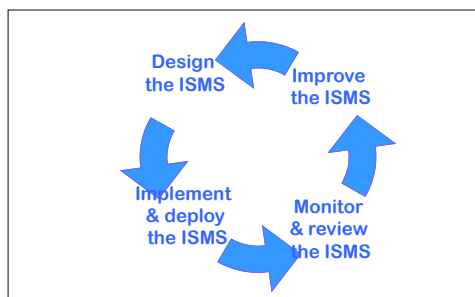 Design
the ISMS
Improve
the ISMS
Implement
& deploy
the ISMS
Monitor
& review
the ISMS